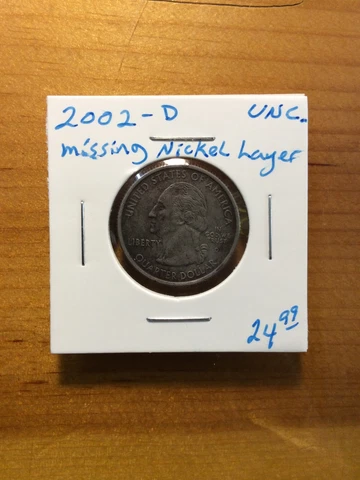 2002-D UNC.
Missing Nickel Layer
UNITED STATES OF AMERICA
LIBERTY
QUARTER DOLLAR
24.99